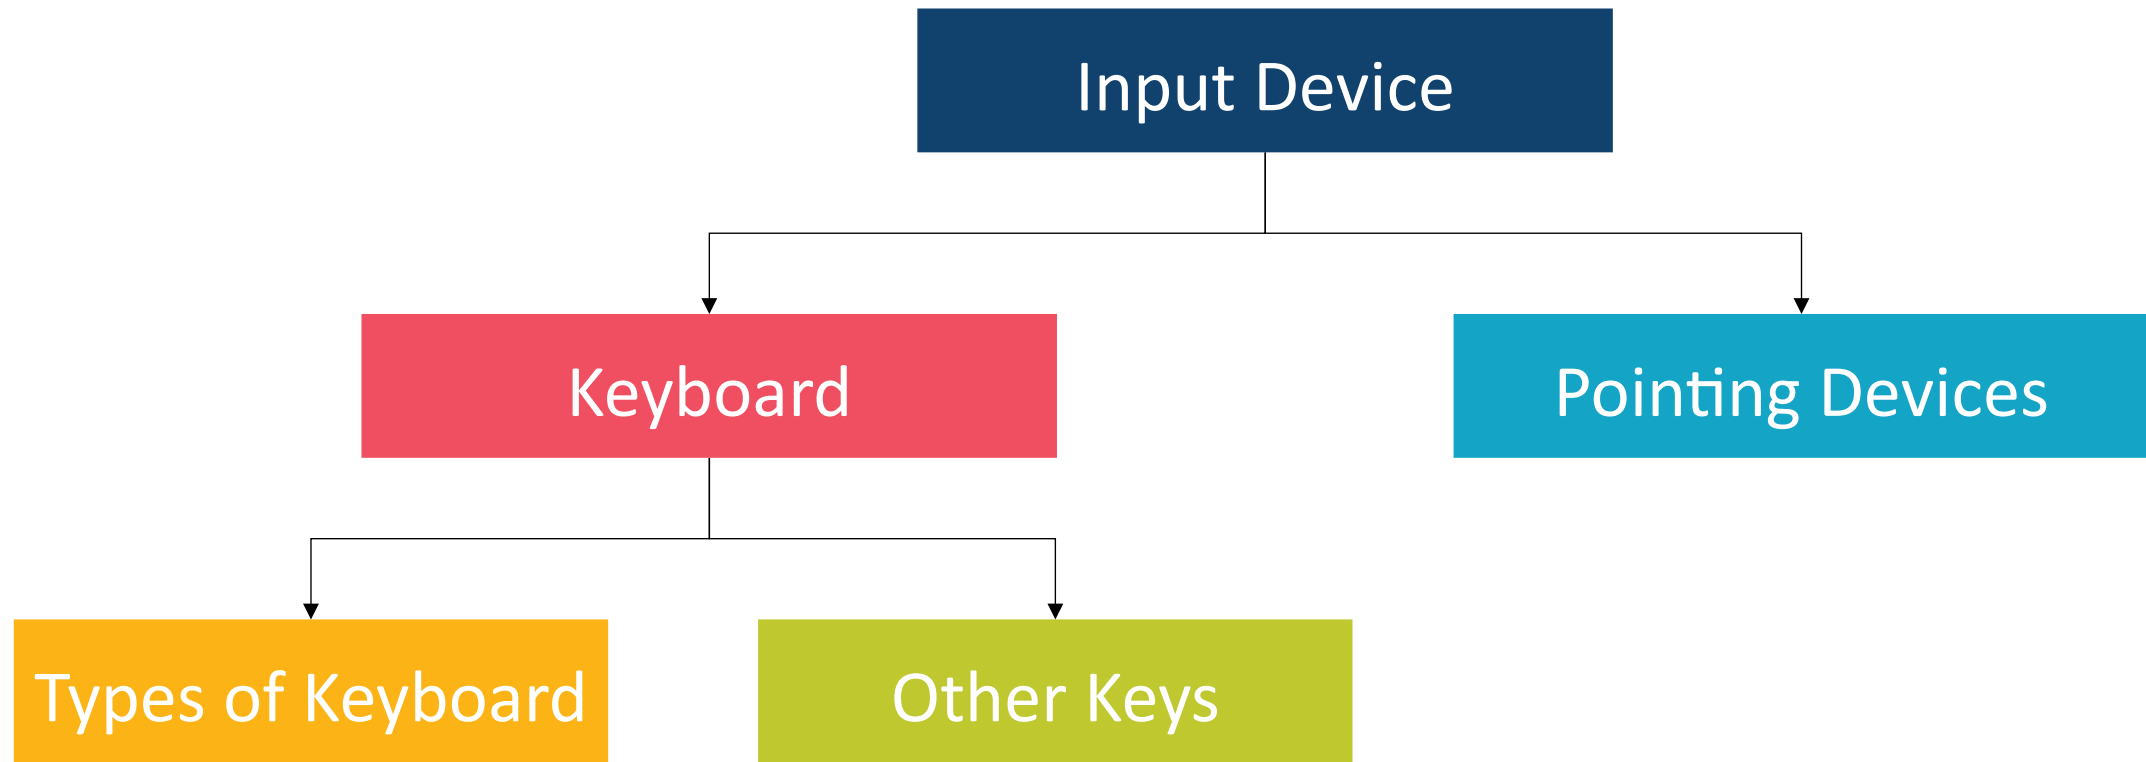 Input Device
Keyboard
Pointing Devices
Types of Keyboard
Other Keys